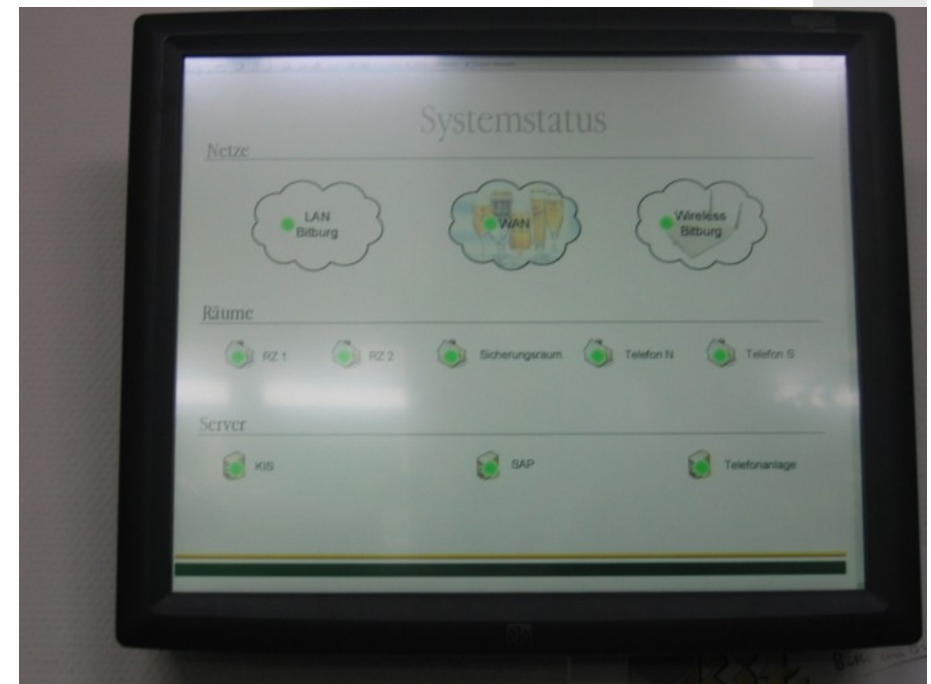 Systemstatus
Netze
LAN
Bitburg
WAN
Wireless
Bitburg
Räume
RZ 1
RZ 2
Sicherungsraum
Telefon N
Telefon S
Server
KIS
SAP
Telefonanlage
elo